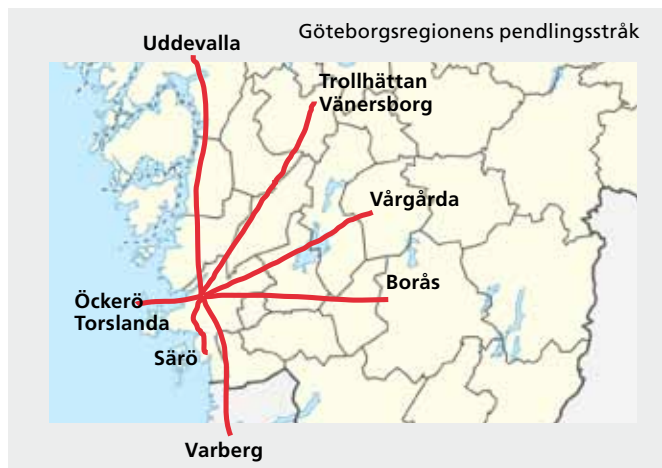 Göteborgsregionens pendlingsstråk
Uddevalla
Trollhättan
Vänersborg
Vårgårda
Borås
Öckerö
Torslanda
Särö
Varberg